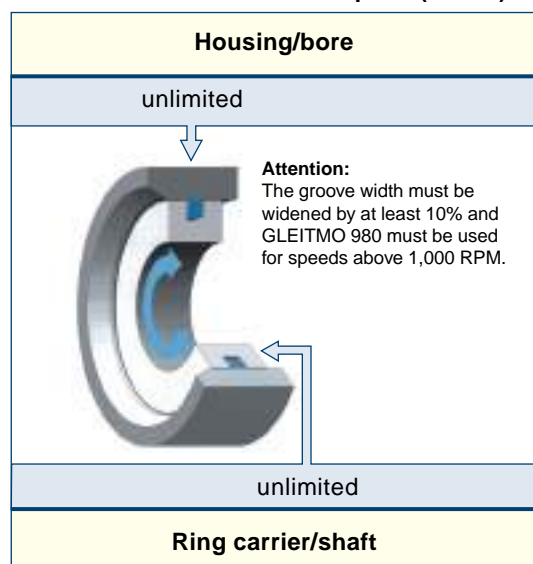 Housing/bore
unlimited
Attention:
The groove width must be
widened by at least 10% and
GLEITMO 980 must be used
for speeds above 1,000 RPM.
unlimited
Ring carrier/shaft